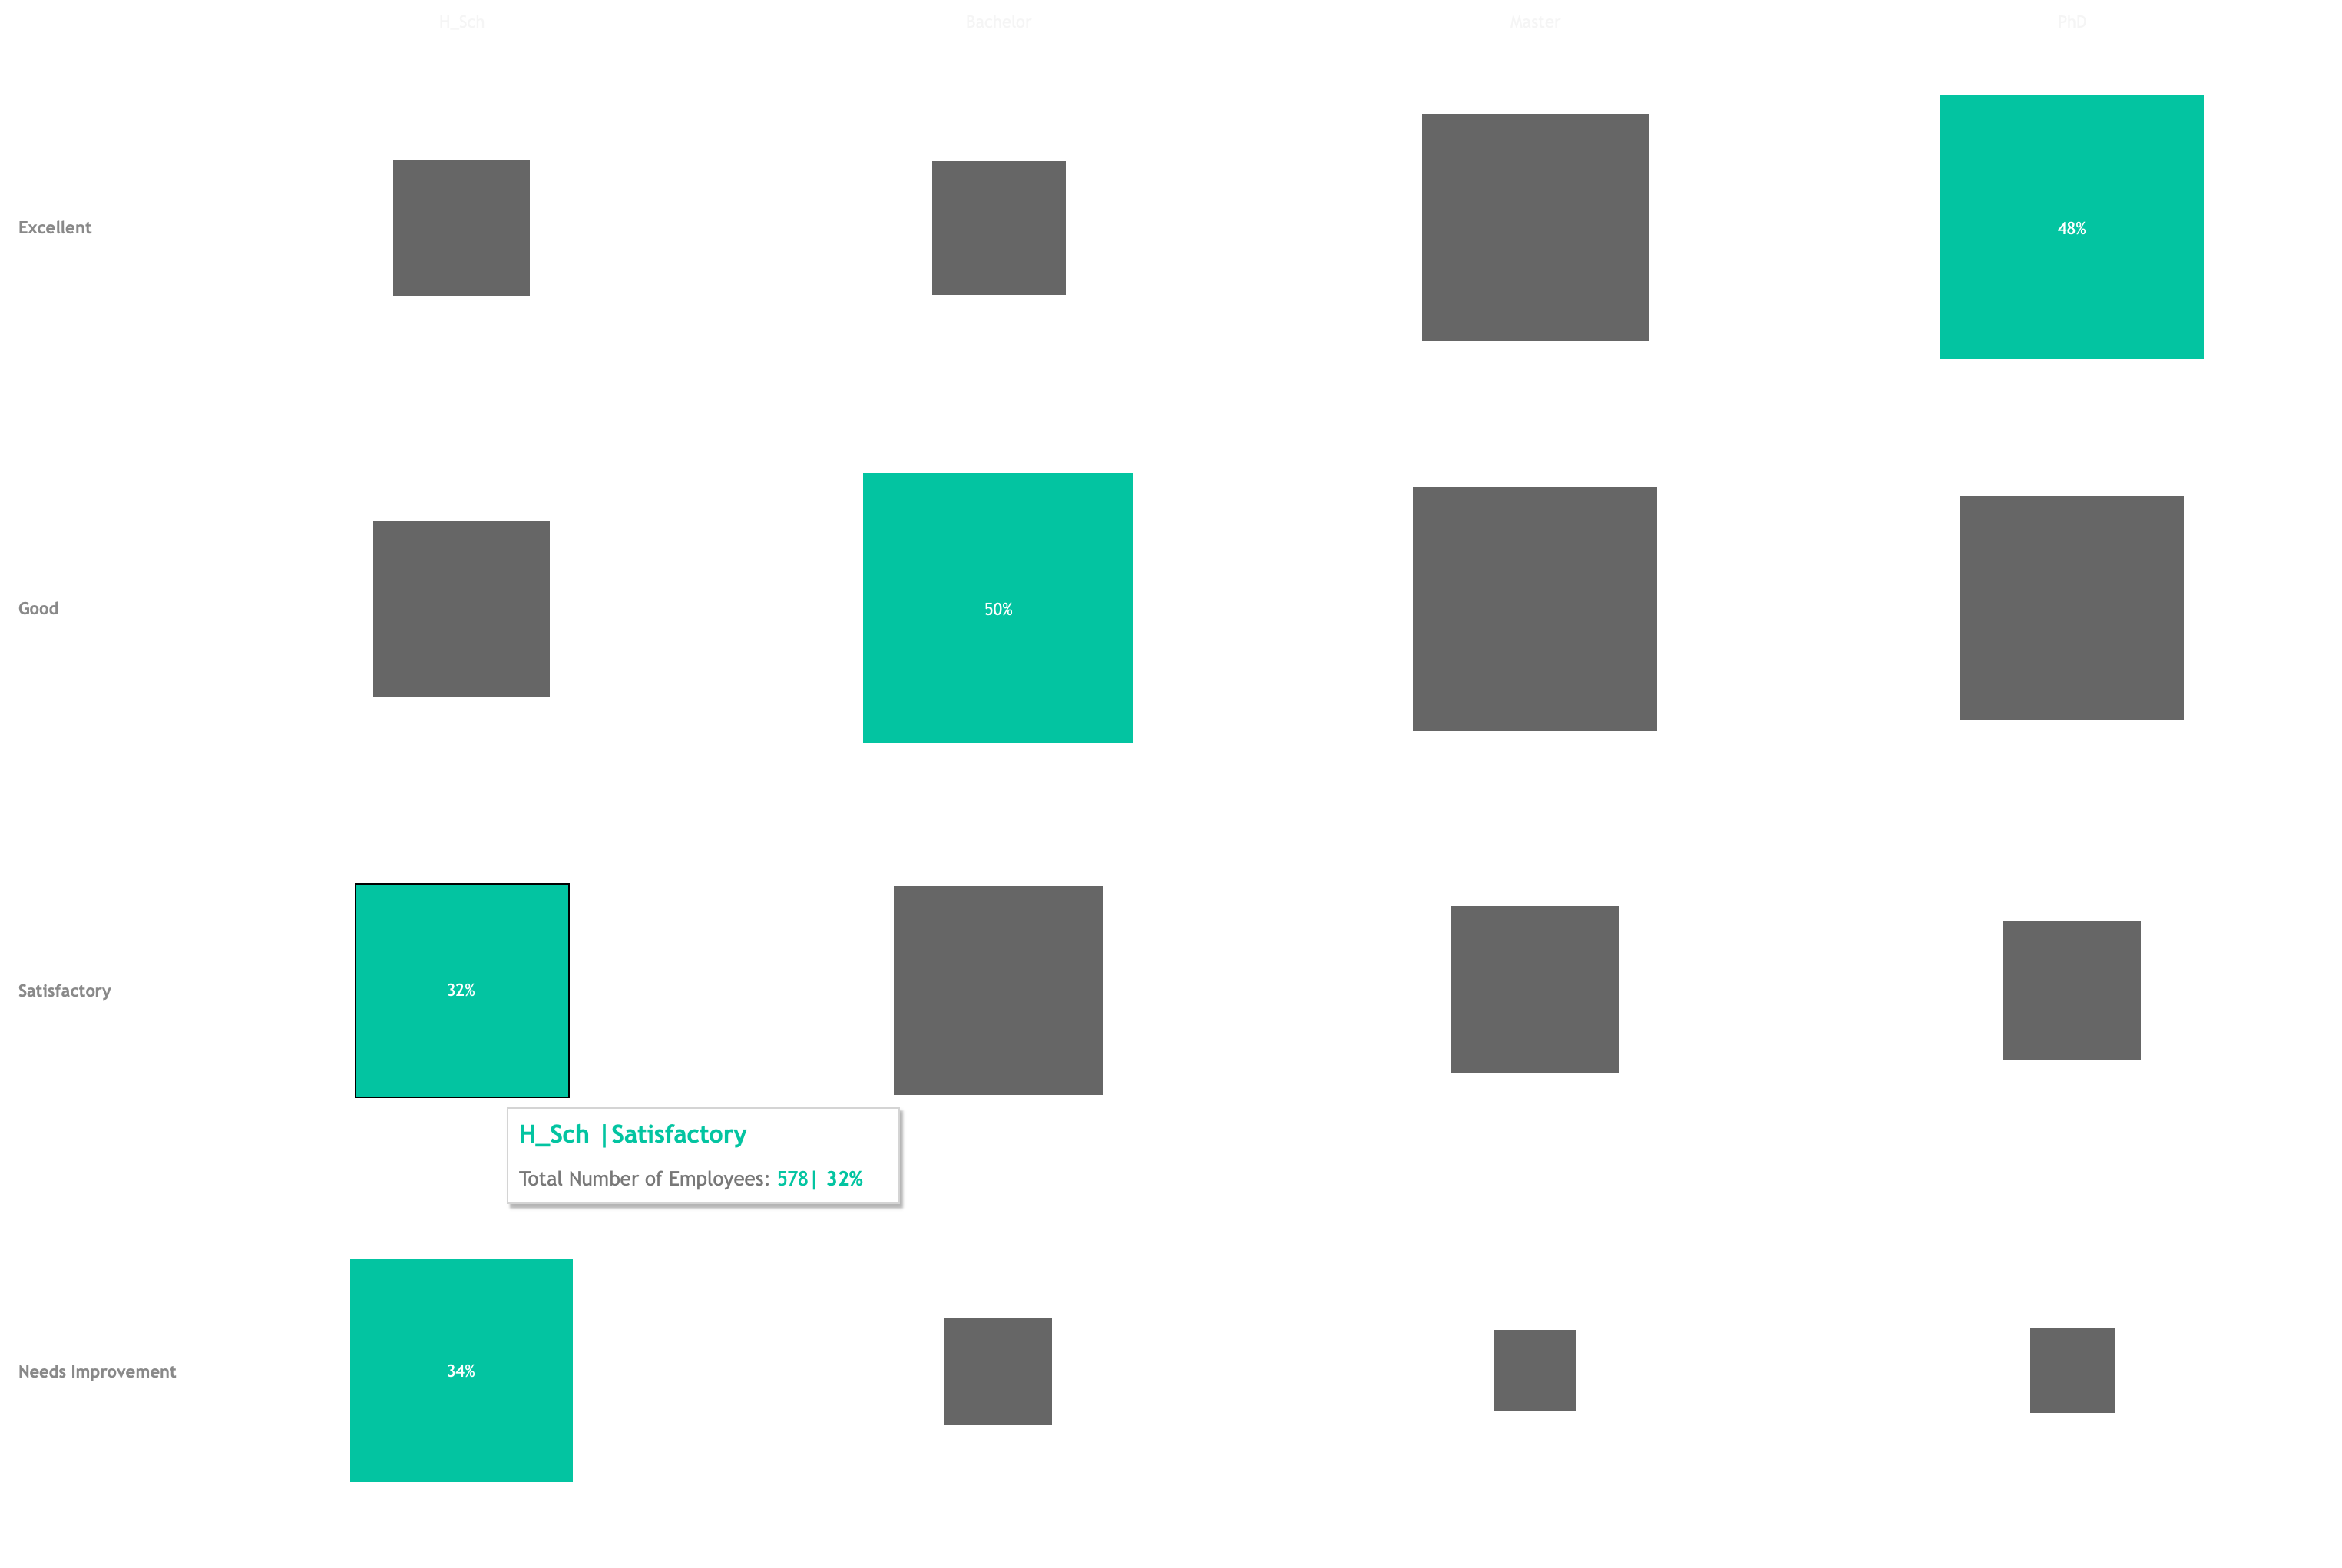 H_Sch Bachelor Master PhD
Excellent 48%
Good 50%
Satisfactory 32%
H_Sch |Satisfactory
Total Number of Employees: 578| 32%
Needs Improvement 34%